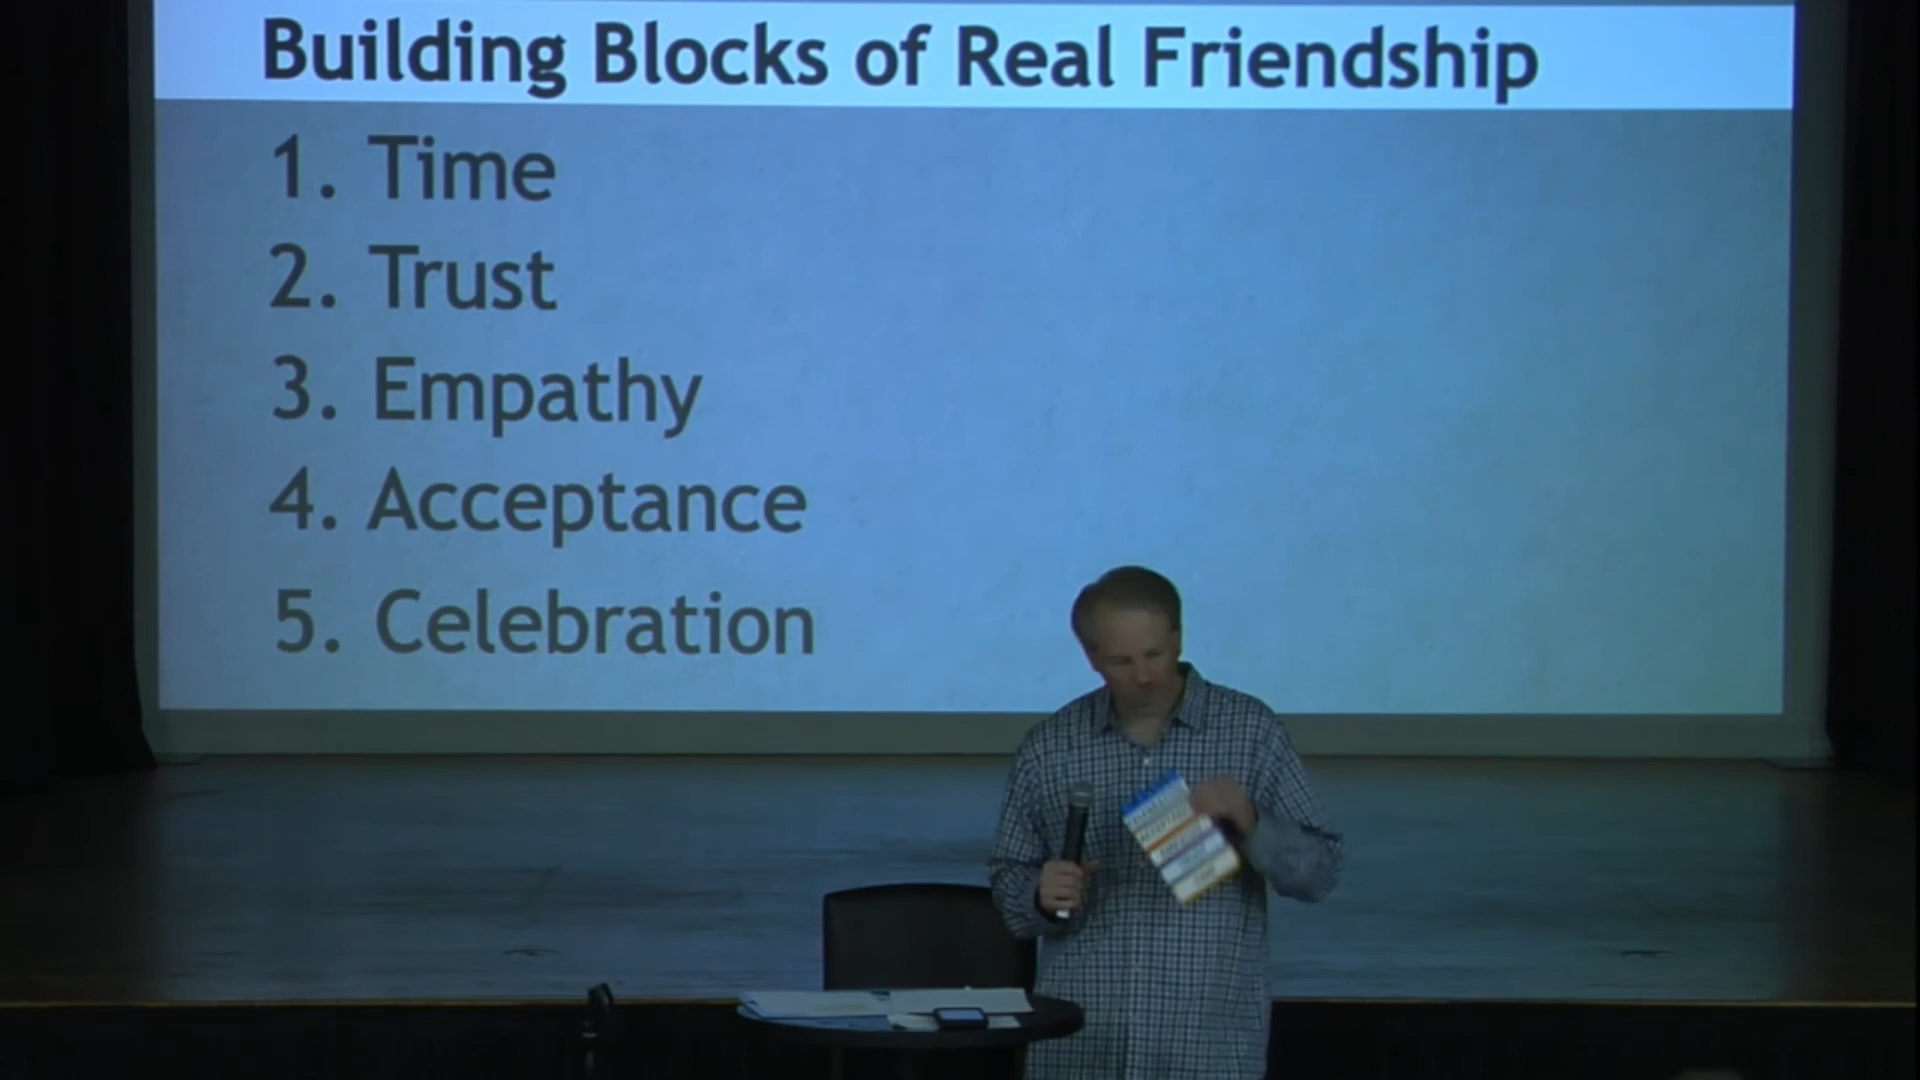 Building Blocks of Real Friendship
1. Time
2. Trust
3. Empathy
4. Acceptance
5. Celebration